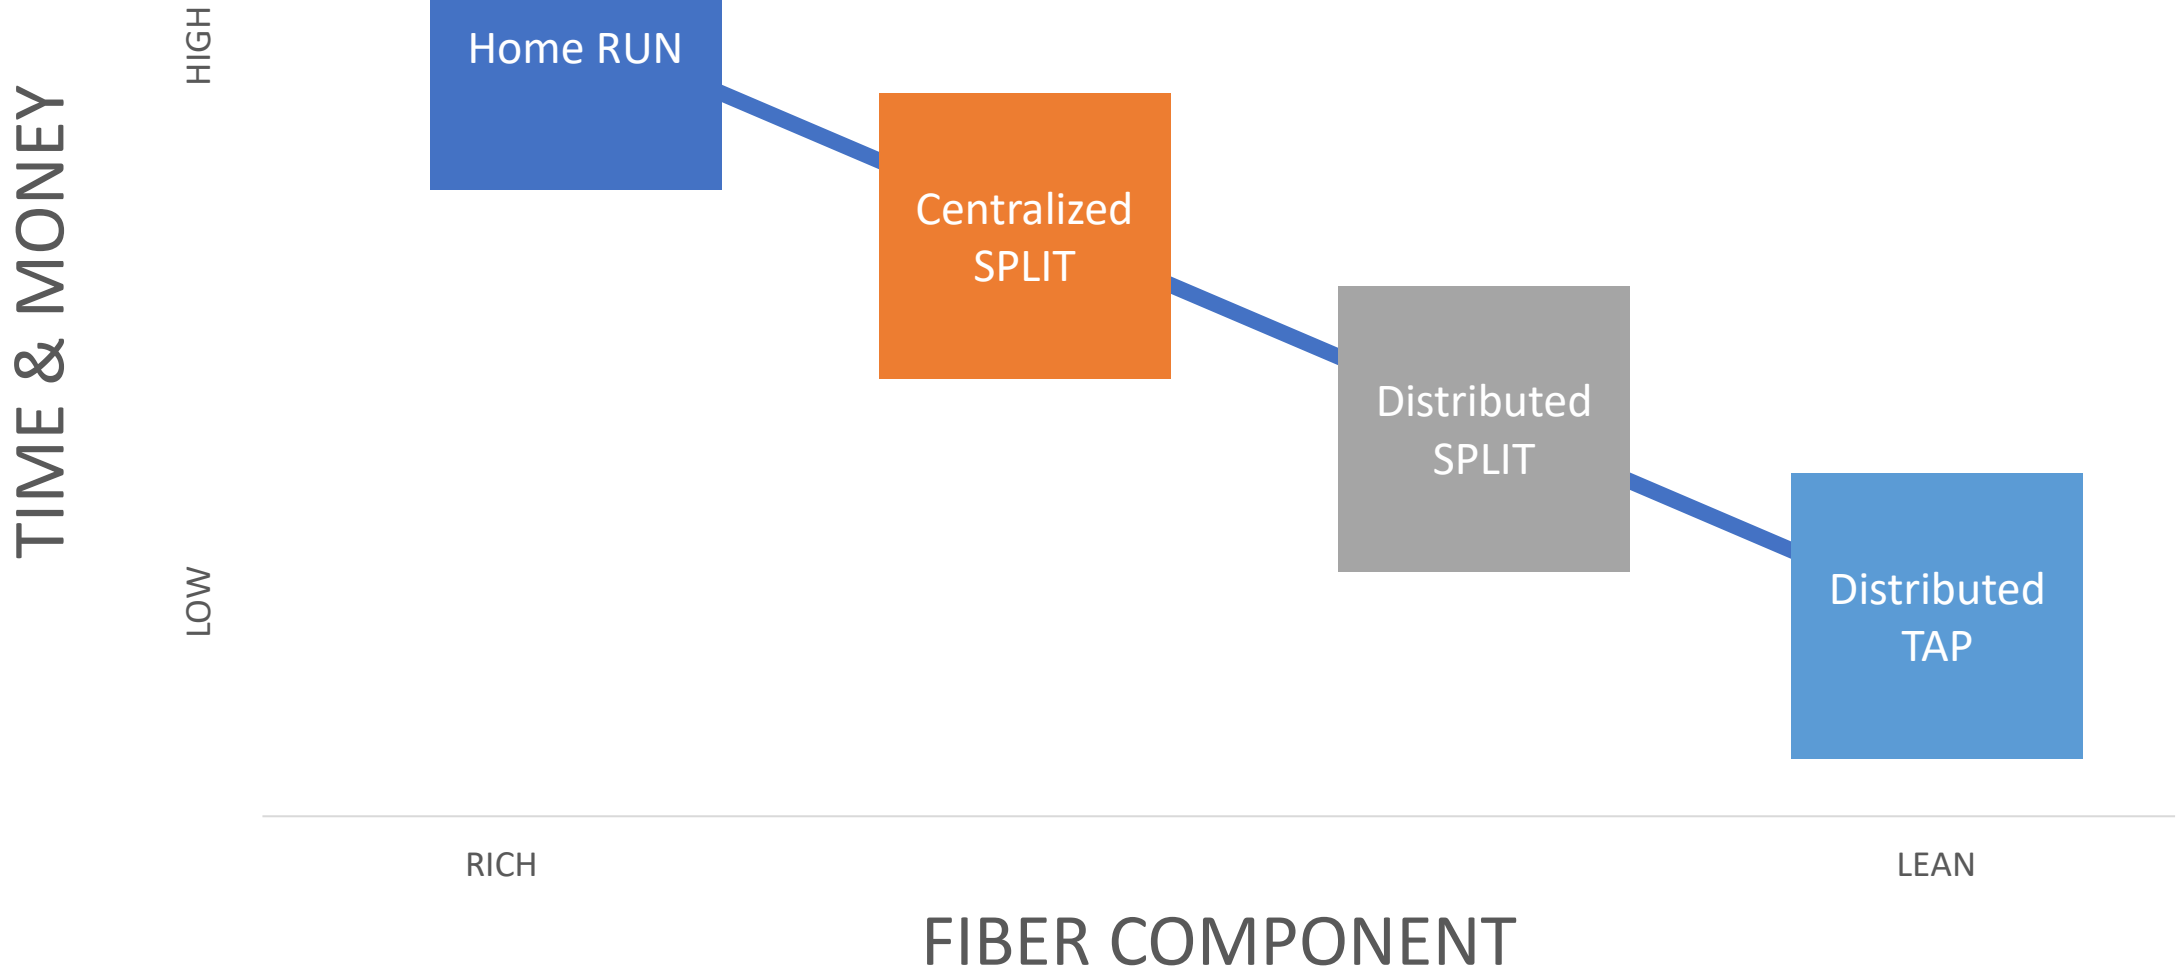 HIGH
Home RUN
TIME & MONEY
Centralized
SPLIT
Distributed
SPLIT
LOW
Distributed
TAP
RICH
LEAN
FIBER COMPONENT